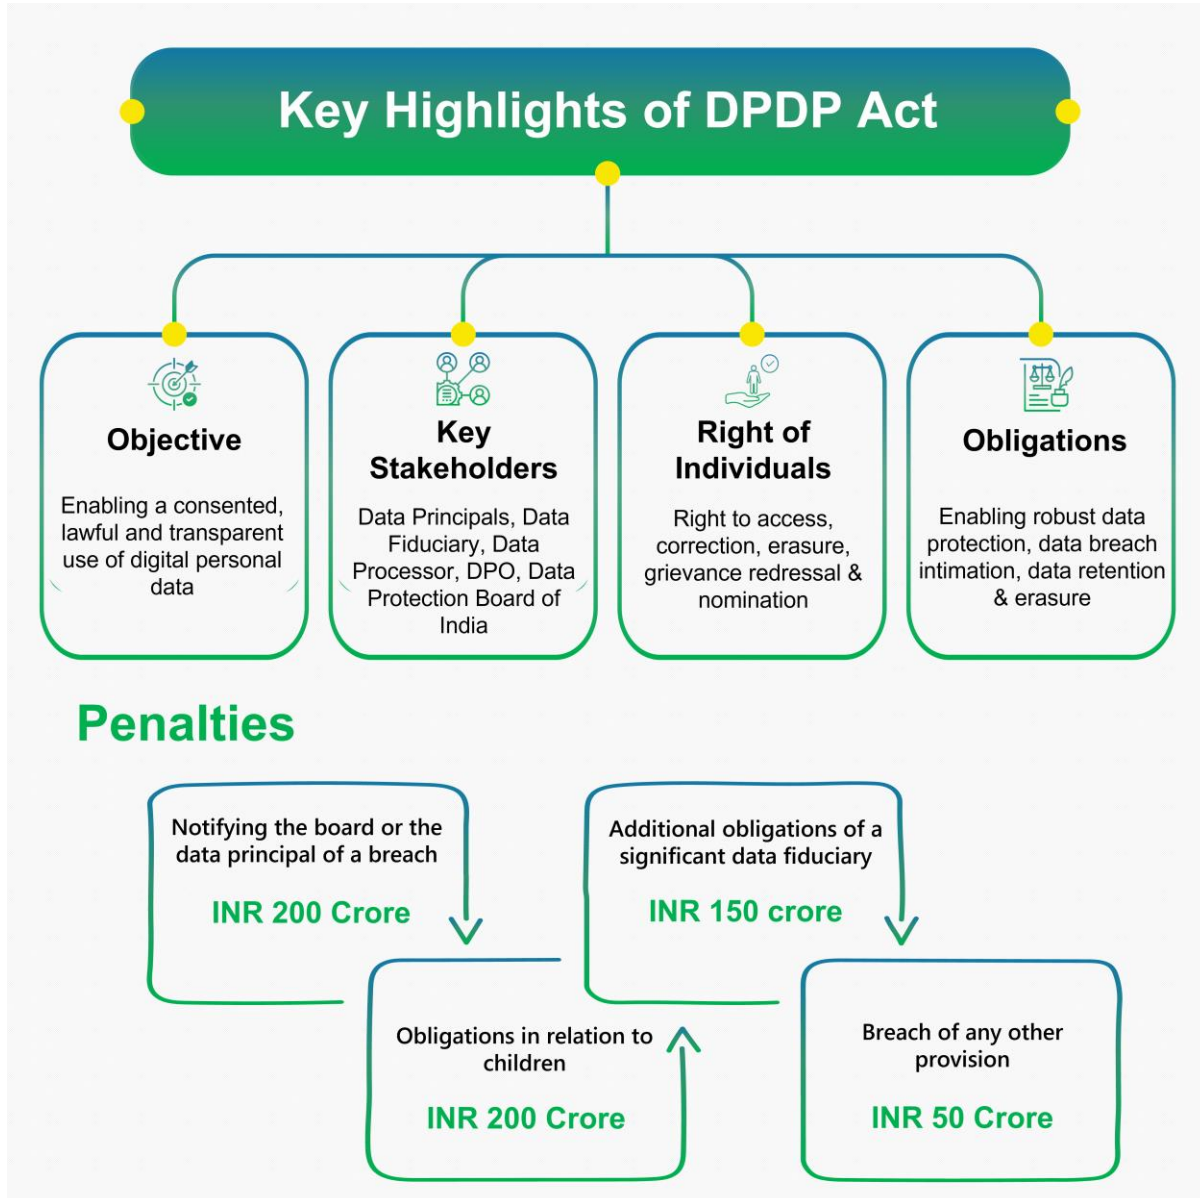 Key Highlights of DPDP Act
Objective
Enabling a consented,
lawful and transparent
use of digital personal
data
Key
Stakeholders
Data Principals, Data
Fiduciary, Data
Processor, DPO, Data
Protection Board of
India
Right of
Individuals
Right to access,
correction, erasure,
grievance redressal &
nomination
Obligations
Enabling robust data
protection, data breach
intimation, data retention
& erasure
Penalties
Notifying the board or the
data principal of a breach
INR 200 Crore
Obligations in relation to
children
INR 200 Crore
Additional obligations of a
significant data fiduciary
INR 150 crore
Breach of any other
provision
INR 50 Crore